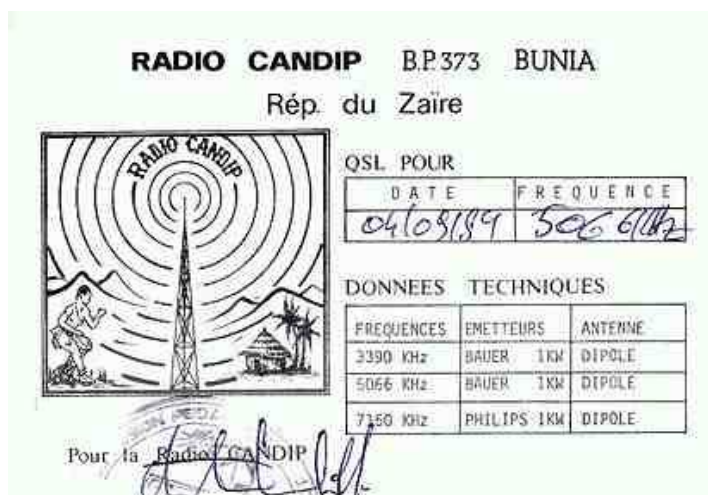 RADIO CANDIP B.P. 373 BUNIA
Rép. du Zaïre
RADIO CANDIP
QSL POUR
DATE FREQUENCE
04/09/94 5066 KHz
DONNEES TECHNIQUES
FREQUENCES EMETTEURS ANTENNE
3390 KHz BAUER 1KW DIPOLE
5066 KHz BAUER 1KW DIPOLE
7150 KHz PHILIPS 1KW DIPOLE
Pour la Radio CANDIP